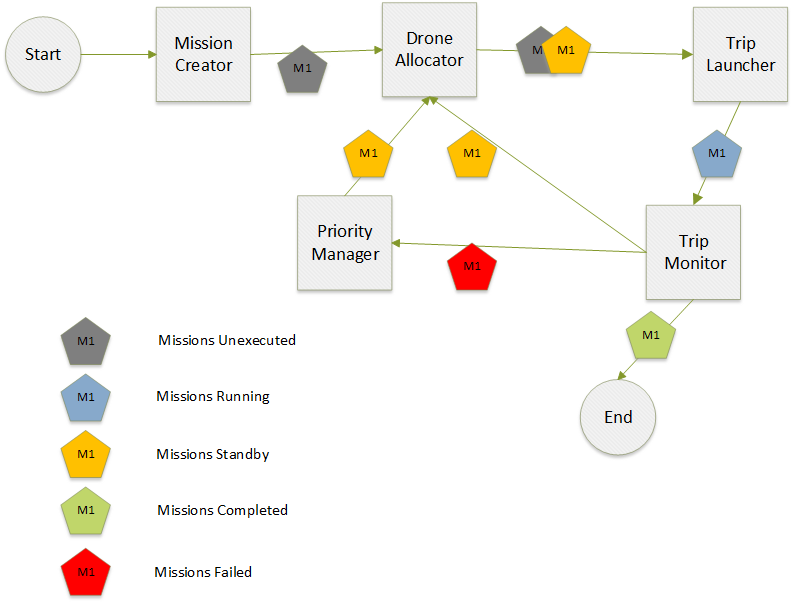 Start
Mission
Creator
M1
Drone
Allocator
M
M1
Trip
Launcher
M1
M1
M1
Priority
Manager
M1
Trip
Monitor
M1
End
M1
Missions Unexecuted
M1
Missions Running
M1
Missions Standby
M1
Missions Completed
M1
Missions Failed